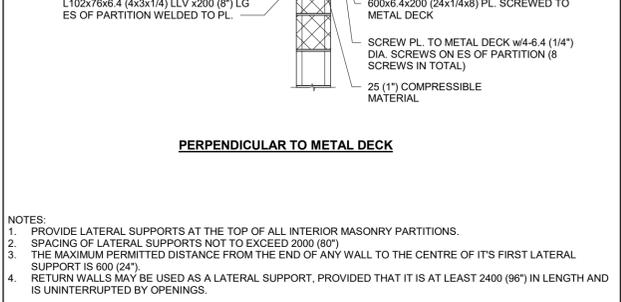 L102x76x6.4 (4x3x1/4) LLV x200 (8") LG
ES OF PARTITION WELDED TO PL.
600x6.4x200 (24x1/4x8) PL. SCREWED TO
METAL DECK
SCREW PL. TO METAL DECK w/4-6.4 (1/4")
DIA. SCREWS ON ES OF PARTITION (8
SCREWS IN TOTAL)
25 (1") COMPRESSIBLE
MATERIAL
PERPENDICULAR TO METAL DECK
NOTES:
1. PROVIDE LATERAL SUPPORTS AT THE TOP OF ALL INTERIOR MASONRY PARTITIONS.
2. SPACING OF LATERAL SUPPORTS NOT TO EXCEED 2000 (80")
3. THE MAXIMUM PERMITTED DISTANCE FROM THE END OF ANY WALL TO THE CENTRE OF IT'S FIRST LATERAL
SUPPORT IS 600 (24").
4. RETURN WALLS MAY BE USED AS A LATERAL SUPPORT, PROVIDED THAT IT IS AT LEAST 2400 (96") IN LENGTH AND
IS UNINTERRUPTED BY OPENINGS.